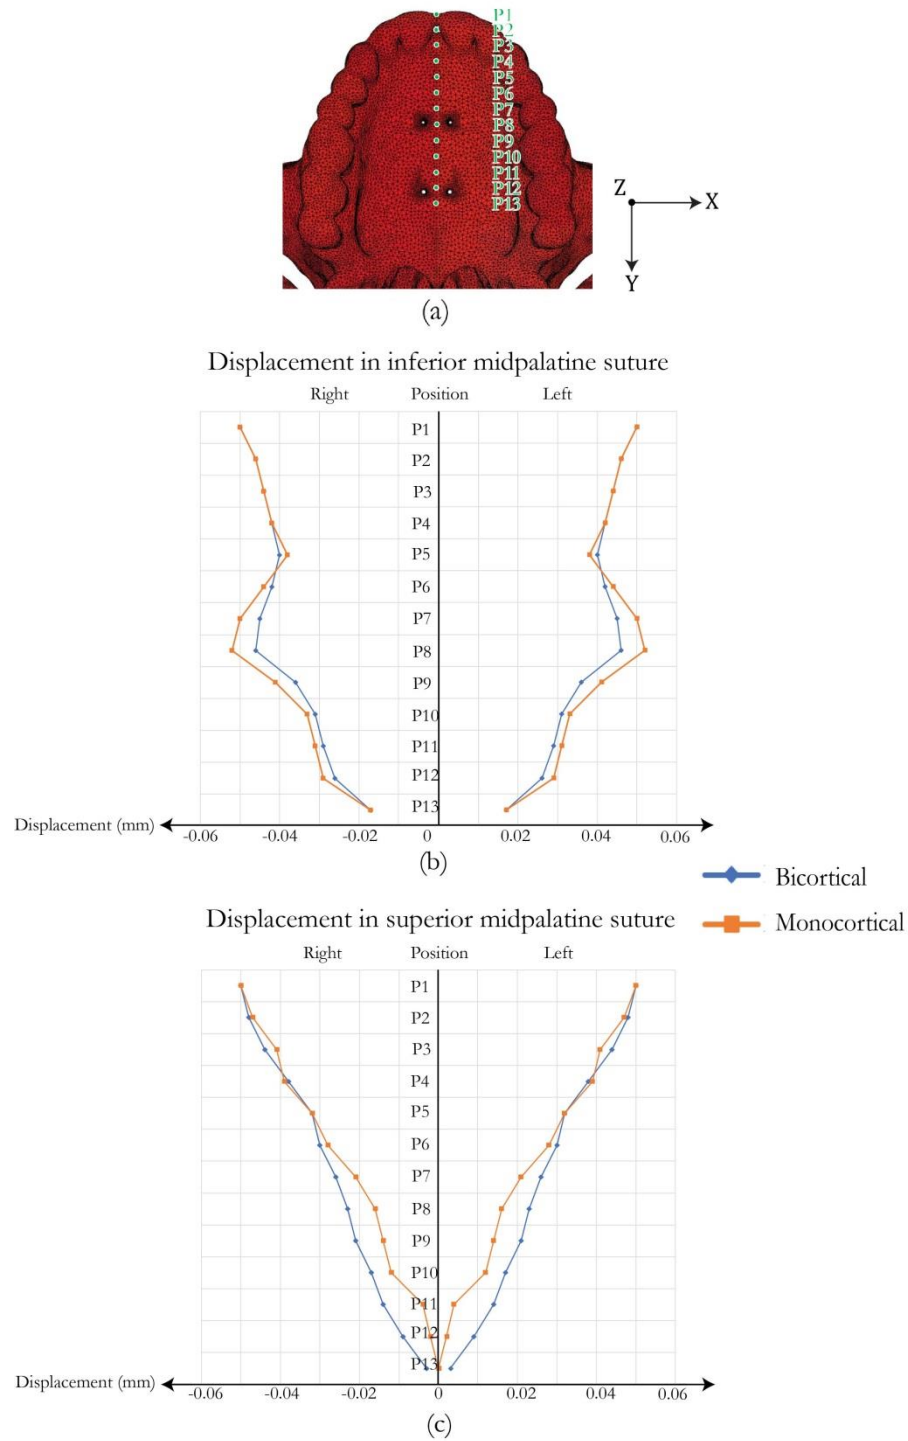 P1
P2
P3
P4
P5
P6
P7
P8
P9
P10
P11
P12
P13
Z
X
Y
(a)
Displacement in inferior midpalatine suture
Right Position Left
P1
P2
P3
P4
P5
P6
P7
P8
P9
P10
P11
P12
P13
Displacement (mm)
-0.06 -0.04 -0.02 0 0.02 0.04 0.06
(b)
Bicortical
Monocortical
Displacement in superior midpalatine suture
Right Position Left
P1
P2
P3
P4
P5
P6
P7
P8
P9
P10
P11
P12
P13
Displacement (mm)
-0.06 -0.04 -0.02 0 0.02 0.04 0.06
(c)